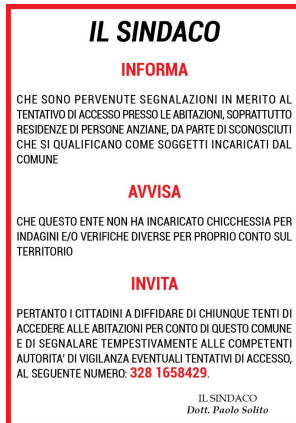 IL SINDACO
INFORMA
CHE SONO PERVENUTE SEGNALAZIONI IN MERITO AL
TENTATIVO DI ACCESSO PRESSO LE ABITAZIONI, SOPRATTUTTO
RESIDENZE DI PERSONE ANZIANE, DA PARTE DI SCONOSCIUTI
CHE SI QUALIFICANO COME SOGGETTI INCARICATI DAL
COMUNE
AVVISA
CHE QUESTO ENTE NON HA INCARICATO CHICCHESSIA PER
INDAGINI E/O VERIFICHE DIVERSE PER PROPRIO CONTO SUL
TERRITORIO
INVITA
PERTANTO I CITTADINI A DIFFIDARE DI CHIUNQUE TENTI DI
ACCEDERE ALLE ABITAZIONI PER CONTO DI QUESTO COMUNE
E DI SEGNALARE TEMPESTIVAMENTE ALLE COMPETENTI
AUTORITA' DI VIGILANZA EVENTUALI TENTATIVI DI ACCESSO,
AL SEGUENTE NUMERO: 328 1658429.
IL SINDACO
Dott. Paolo Solito